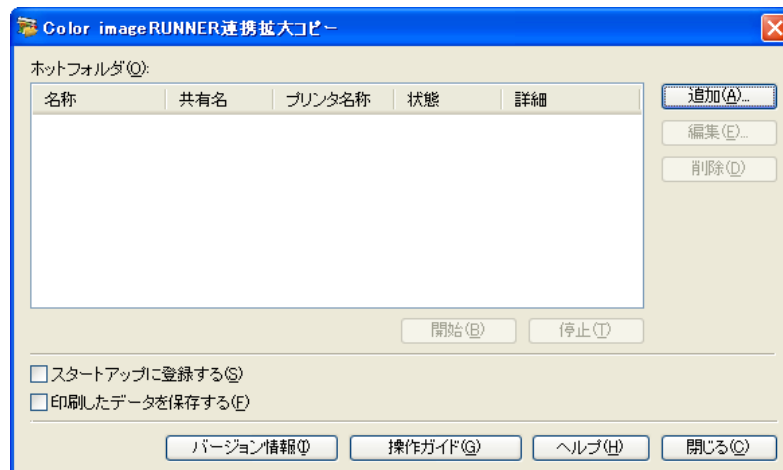 Color imageRUNNER連携拡大コピー
ホットフォルダ(O):
名称 共有名 プリンタ名称 状態 詳細
追加(A)...
編集(E)...
削除(D)
開始(B) 停止(T)
スタートアップに登録する(S)
印刷したデータを保存する(F)
バージョン情報(I) 操作ガイド(G) ヘルプ(H) 閉じる(C)